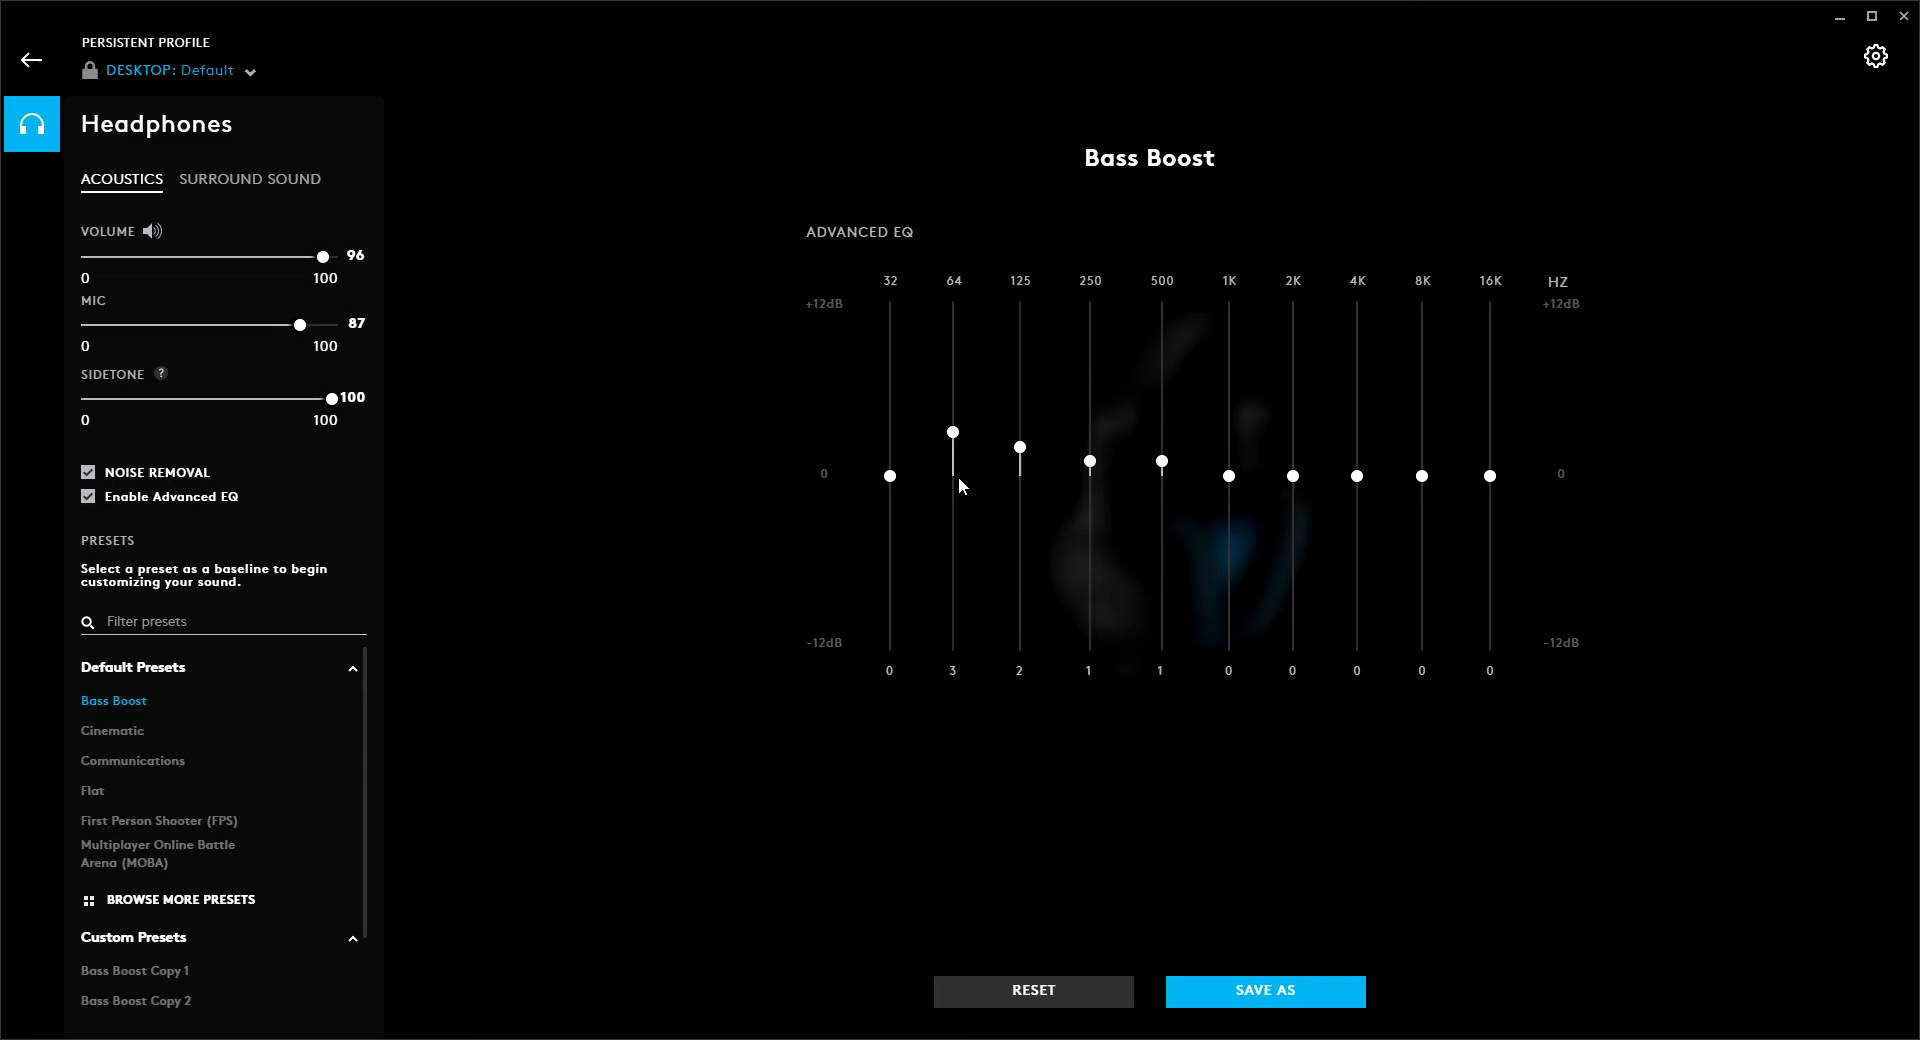 PERSISTENT PROFILE
DESKTOP: Default
Headphones
ACOUSTICS SURROUND SOUND
VOLUME
96
0 100
MIC
87
0 100
SIDETONE ?
100
0 100
NOISE REMOVAL
Enable Advanced EQ
PRESETS
Select a preset as a baseline to begin
customizing your sound.
Filter presets
Default Presets
Bass Boost
Cinematic
Communications
Flat
First Person Shooter (FPS)
Multiplayer Online Battle
Arena (MOBA)
BROWSE MORE PRESETS
Custom Presets
Bass Boost Copy 1
Bass Boost Copy 2
Bass Boost
ADVANCED EQ
32 64 125 250 500 1K 2K 4K 8K 16K HZ
+12dB +12dB
0 0
-12dB -12dB
0 3 2 1 1 0 0 0 0 0
RESET SAVE AS